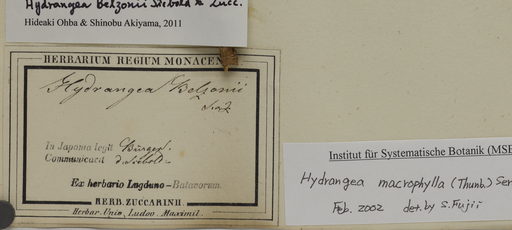 Hydrangea Belzonii Siebold & Zucc.
Hideaki Ohba & Shinobu Akiyama, 2011
HERBARIUM REGIUM MONACEN
Hydrangea Belzonii
In Japonia legit Bürger.
Communicavit d. Siebold.
Ex herbario Lugduno-Batavorum.
HERB. ZUCCARINII
Herbar. Univ. Ludov. Maximil.
Institut für Systematische Botanik (MSB
Hydrangea macrophylla (Thunb.) Ser
Feb. 2002 det. by S. Fujii